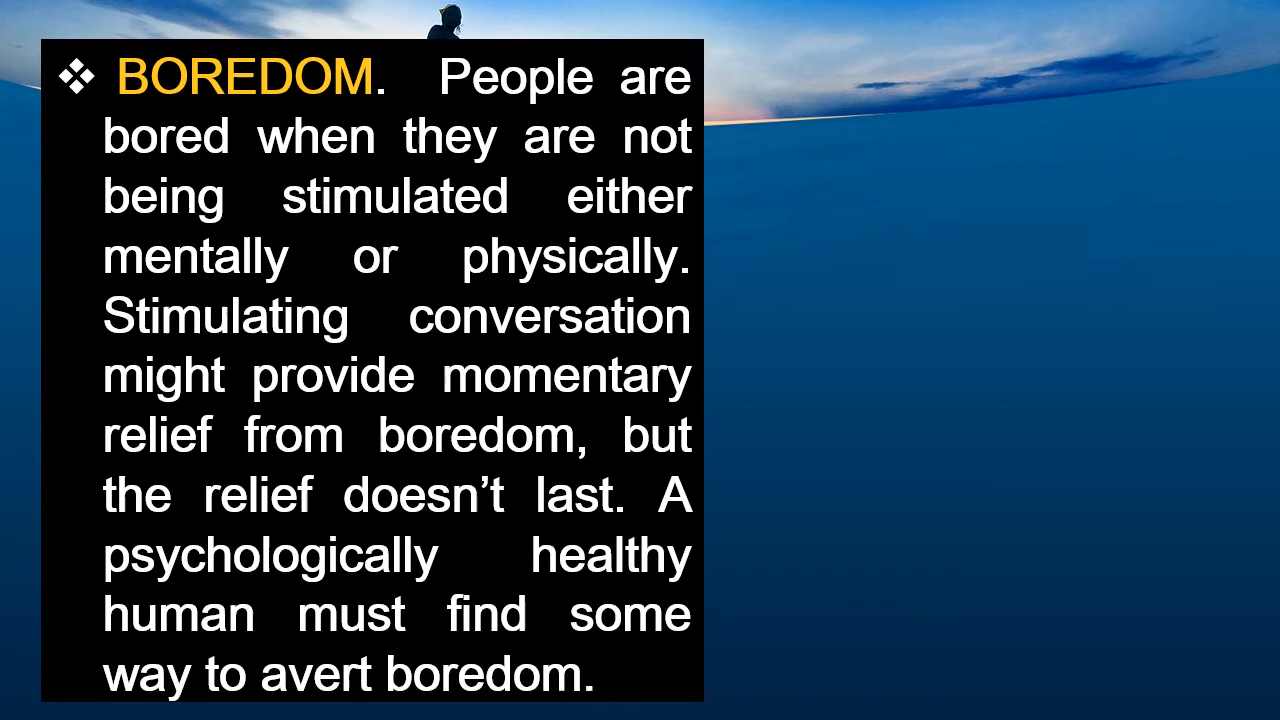 ❖ BOREDOM. People are
bored when they are not
being stimulated either
mentally or physically.
Stimulating conversation
might provide momentary
relief from boredom, but
the relief doesn’t last. A
psychologically healthy
human must find some
way to avert boredom.